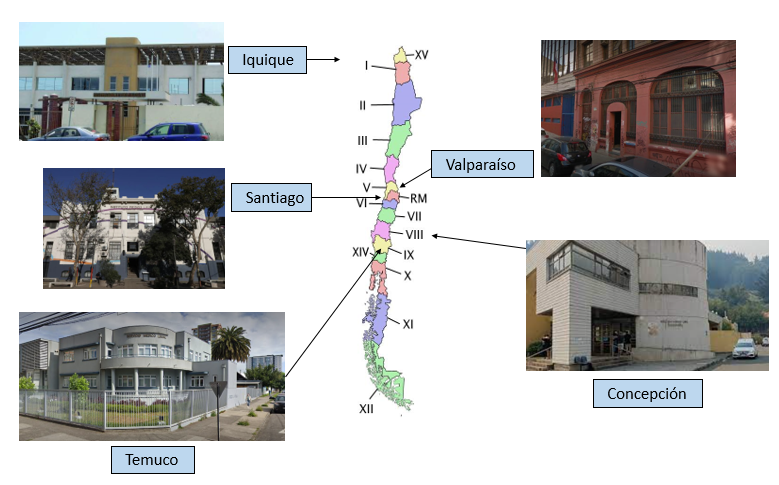 Iquique
XV
I
II
III
IV
Valparaíso
V
Santiago
RM
VI
VII
VIII
XIV
IX
X
XI
Concepción
XII
Temuco